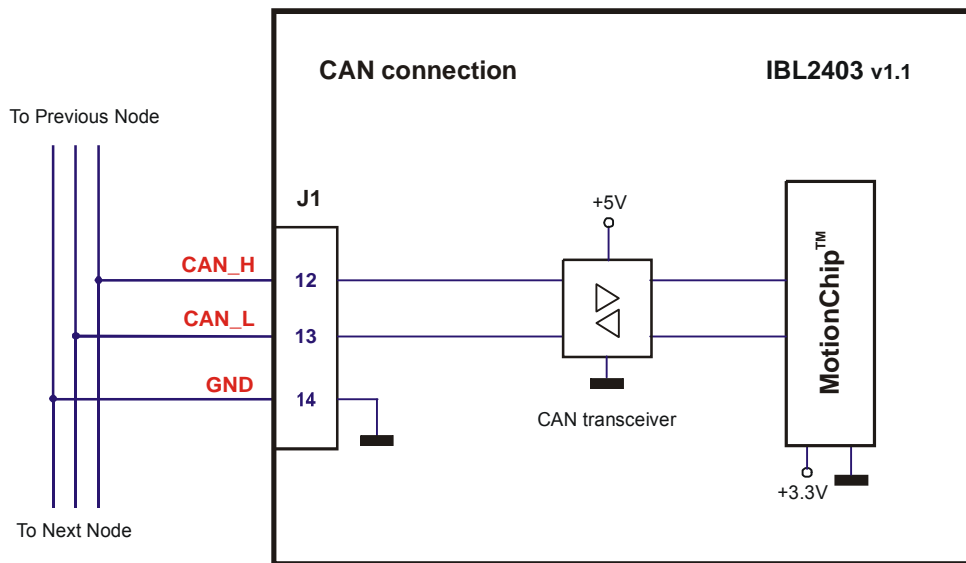 CAN connection
IBL2403 v1.1
To Previous Node
J1
+5V
CAN_H
12
CAN_L
13
GND
14
MotionChip™
CAN transceiver
+3.3V
To Next Node